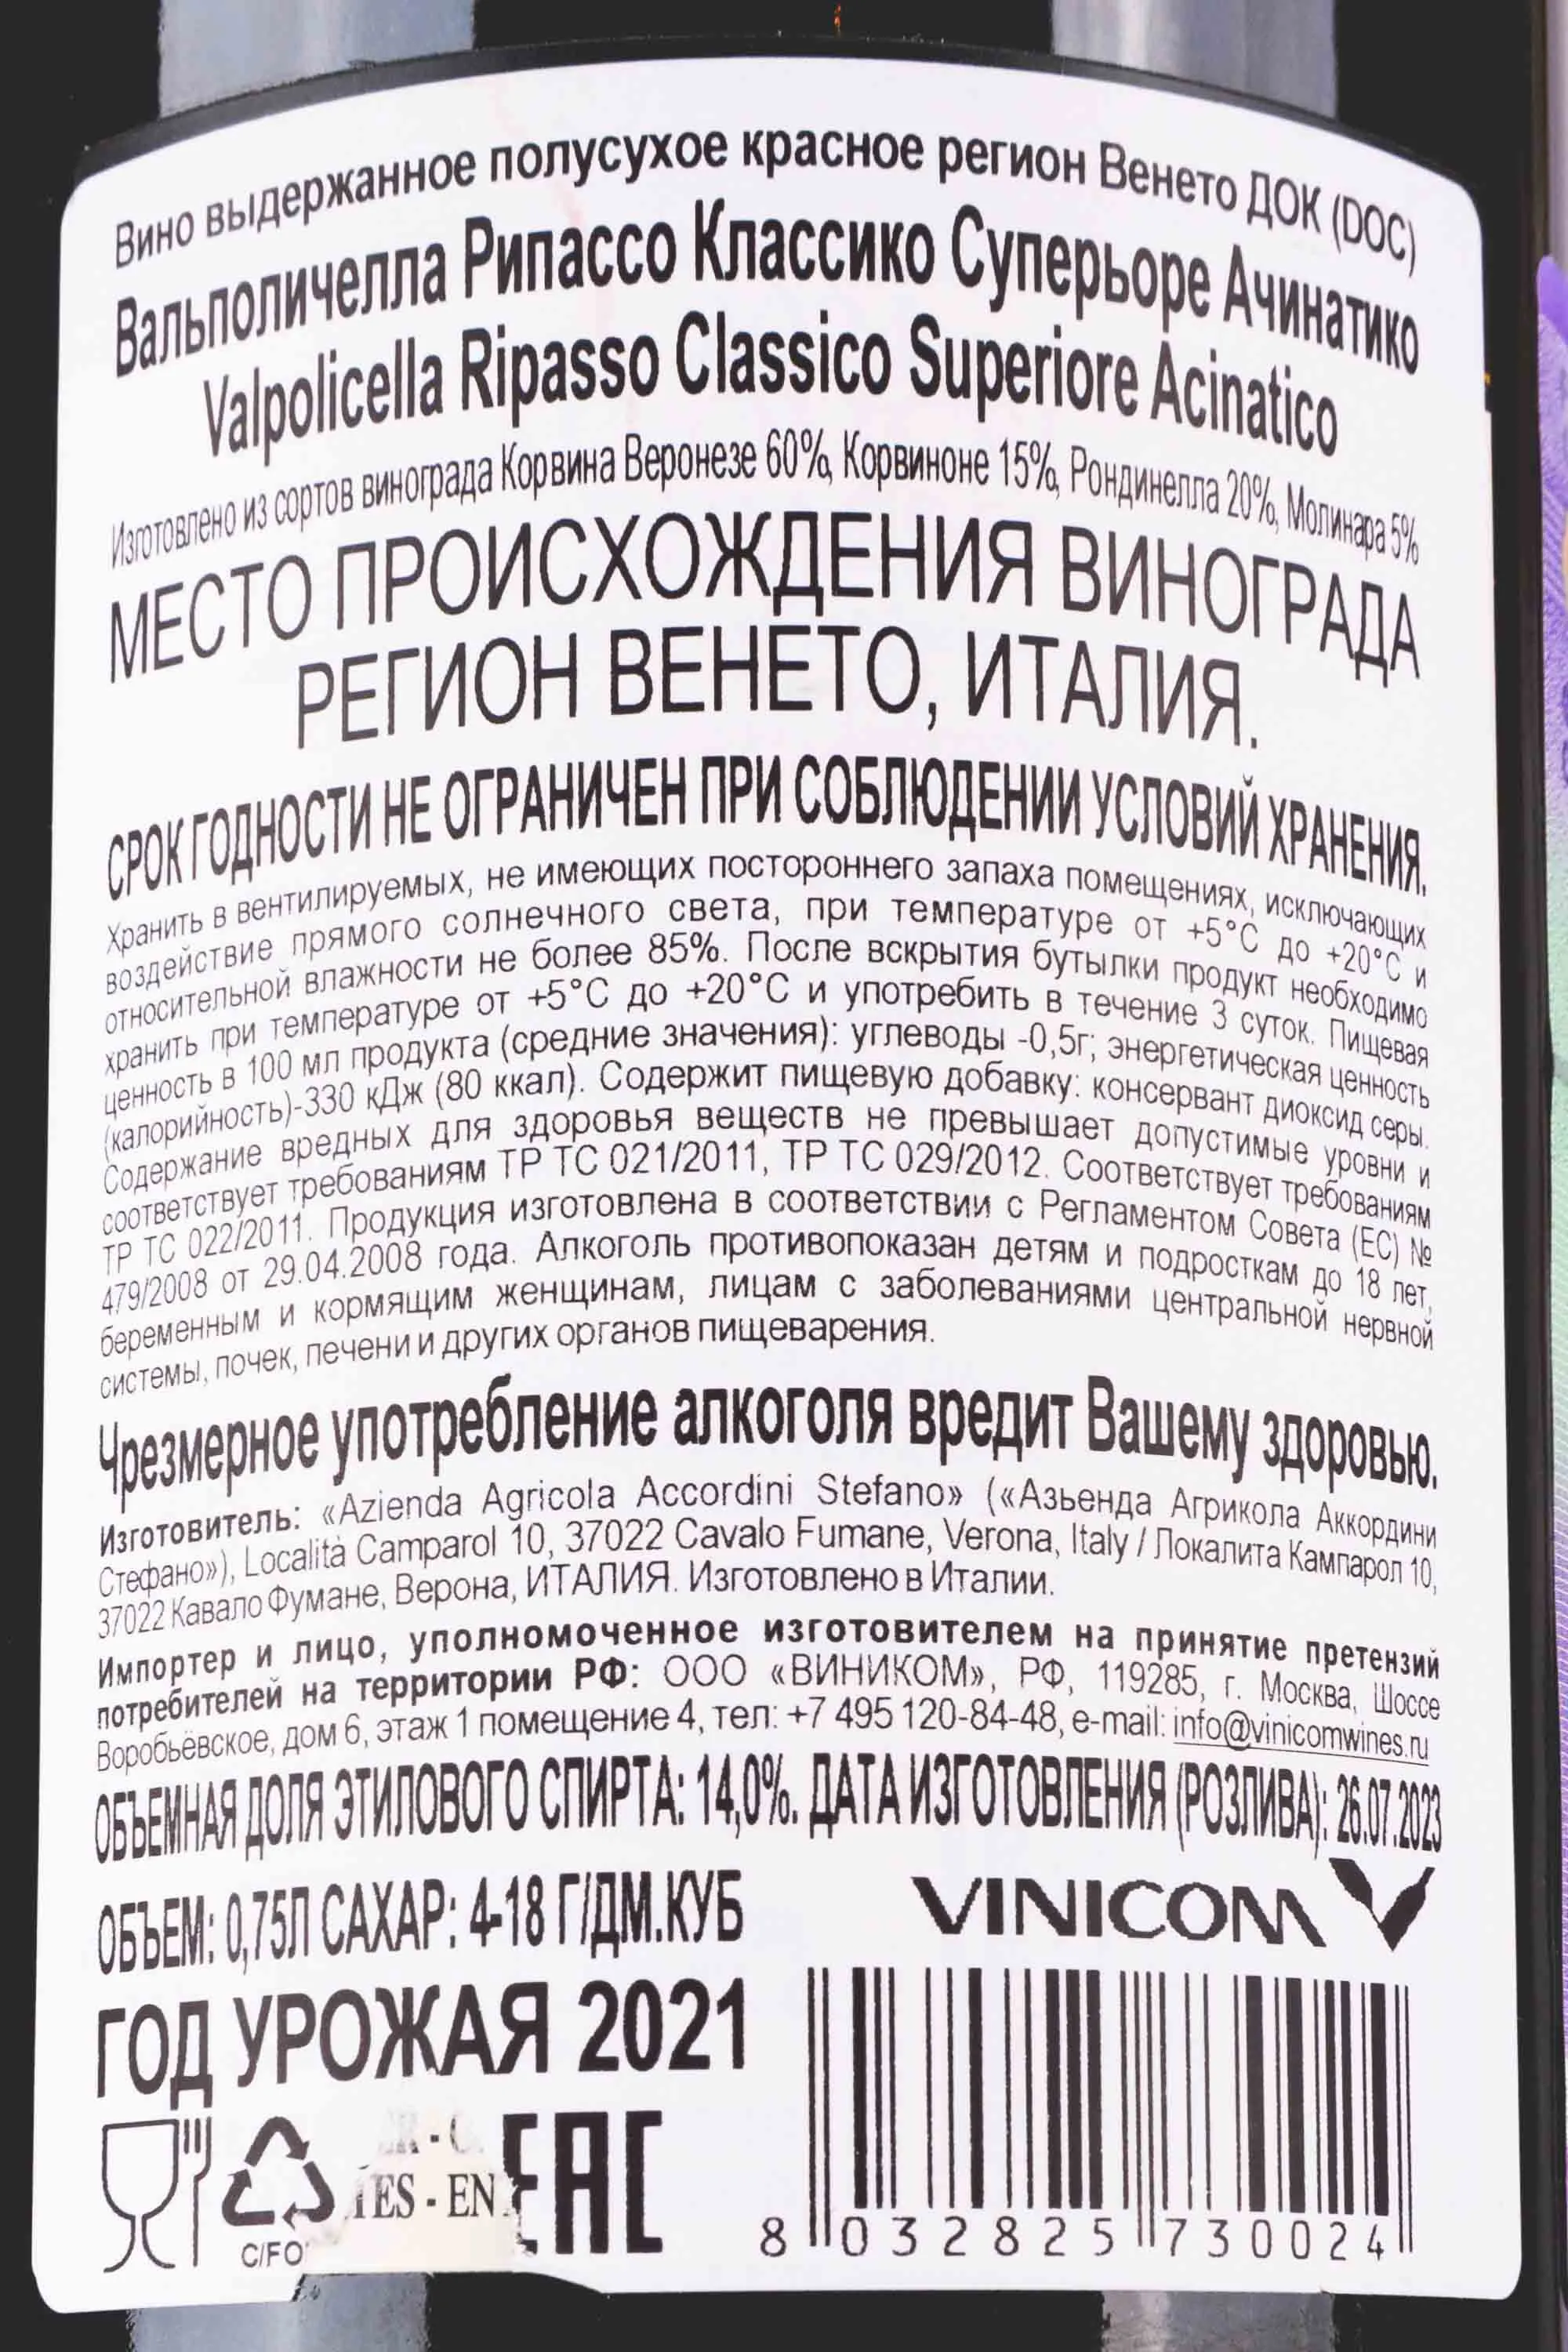 Вино выдержанное полусухое красное регион Венето ДОК (DOC)
Вальполичелла Рипассо Классико Суперьоре Ачинатико
Valpolicella Ripasso Classico Superiore Acinatico
Изготовлено из сортов винограда Корвина Веронезе 60%, Корвиноне 15%, Рондинелла 20%, Молинара 5%
МЕСТО ПРОИСХОЖДЕНИЯ ВИНОГРАДА
РЕГИОН ВЕНЕТО, ИТАЛИЯ.
СРОК ГОДНОСТИ НЕ ОГРАНИЧЕН ПРИ СОБЛЮДЕНИИ УСЛОВИЙ ХРАНЕНИЯ.
Хранить в вентилируемых, не имеющих постороннего запаха помещениях, исключающих
воздействие прямого солнечного света, при температуре от +5°С до +20°С и
относительной влажности не более 85%. После вскрытия бутылки продукт необходимо
хранить при температуре от +5°С до +20°С и употребить в течение 3 суток. Пищевая
ценность в 100 мл продукта (средние значения): углеводы -0,5г; энергетическая ценность
(калорийность)-330 кДж (80 ккал). Содержит пищевую добавку: консервант диоксид серы.
Содержание вредных для здоровья веществ не превышает допустимые уровни и
соответствует требованиям ТР ТС 021/2011, ТР ТС 029/2012. Соответствует требованиям
ТР ТС 022/2011. Продукция изготовлена в соответствии с Регламентом Совета (ЕС) №
479/2008 от 29.04.2008 года. Алкоголь противопоказан детям и подросткам до 18 лет,
беременным и кормящим женщинам, лицам с заболеваниями центральной нервной
системы, почек, печени и других органов пищеварения.
Чрезмерное употребление алкоголя вредит Вашему здоровью.
Изготовитель: «Azienda Agricola Accordini Stefano» («Азьенда Агрикола Аккордини
Стефано»), Località Camparol 10, 37022 Cavalo Fumane, Verona, Italy / Локалита Кампарол 10,
37022 Кавало Фумане, Верона, ИТАЛИЯ. Изготовлено в Италии.
Импортер и лицо, уполномоченное изготовителем на принятие претензий
потребителей на территории РФ: ООО «ВИНИКОМ», РФ, 119285, г. Москва, Шоссе
Воробьёвское, дом 6, этаж 1 помещение 4, тел: +7 495 120-84-48, e-mail: info@vinicomwines.ru
ОБЪЕМНАЯ ДОЛЯ ЭТИЛОВОГО СПИРТА: 14,0%. ДАТА ИЗГОТОВЛЕНИЯ (РОЗЛИВА): 26.07.2023
ОБЪЕМ: 0,75Л САХАР: 4-18 Г/ДМ.КУБ
VINICOM
ГОД УРОЖАЯ 2021
ES - EN
EAC
C/FO
8 032825 730024